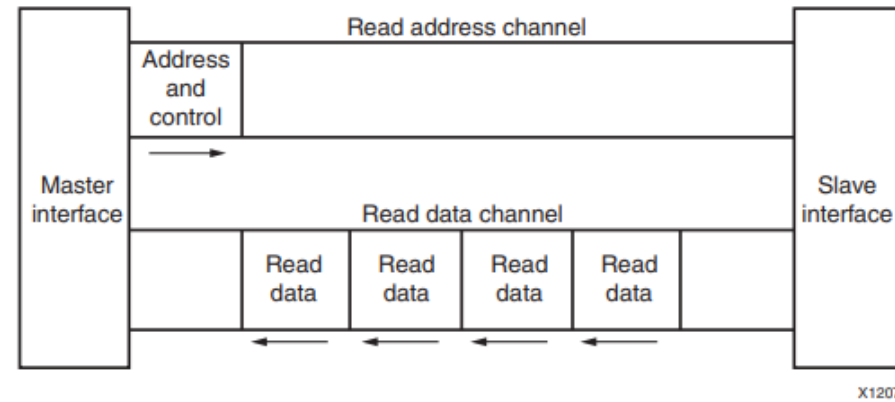 Read address channel
Address
and
control
Master
interface
Slave
interface
Read data channel
Read
data
Read
data
Read
data
Read
data
X1207